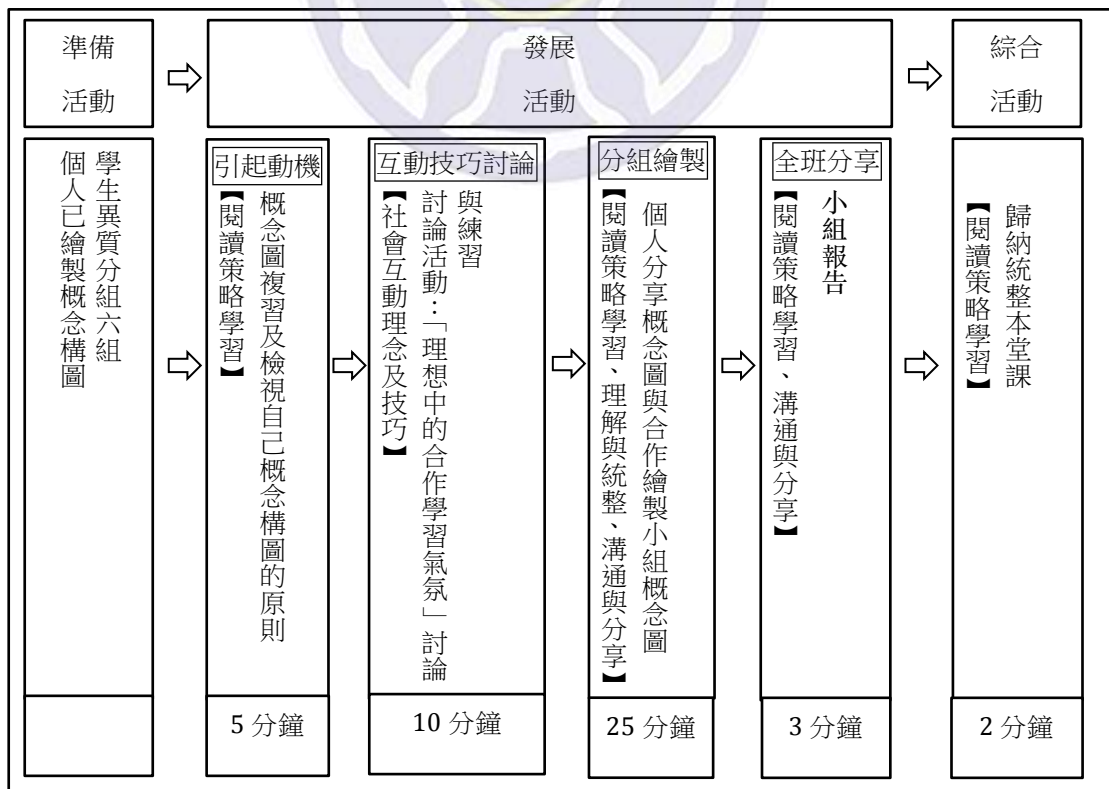 準備
活動
發展
活動
綜合
活動
學生異質分組六組
個人已繪製概念構圖
引起動機
概念圖複習及檢視自己概念構圖的原則
【閱讀策略學習】
互動技巧討論
與練習
討論活動:「理想中的合作學習氣氛」討論
【社會互動理念及技巧】
分組繪製
個人分享概念圖與合作繪製小組概念圖
【閱讀策略學習、理解與統整、溝通與分享】
全班分享
小組報告
【閱讀策略學習、溝通與分享】
歸納統整本堂課
【閱讀策略學習】
5 分鐘
10 分鐘
25 分鐘
3 分鐘
2 分鐘